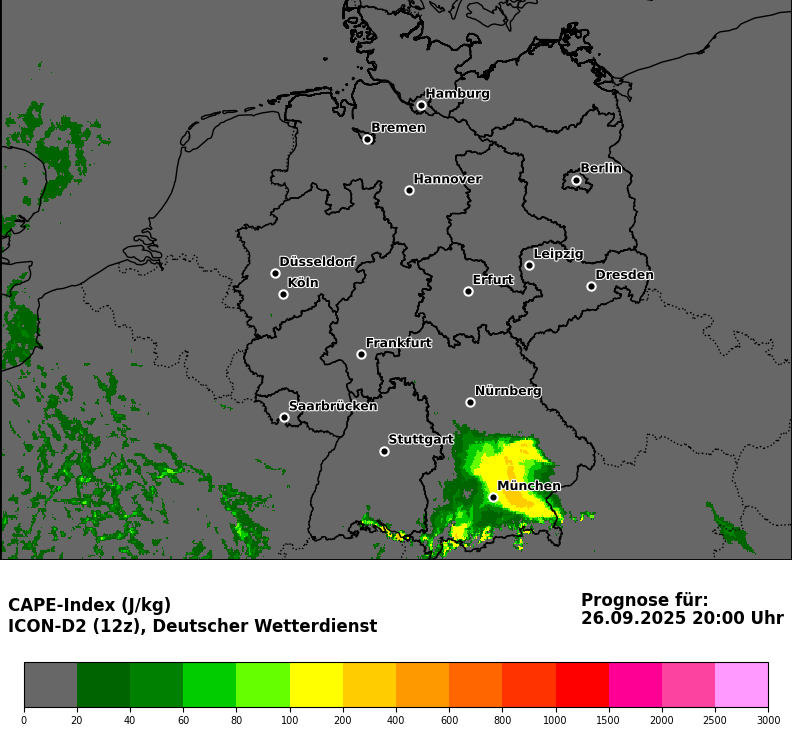 Hamburg
Bremen
Berlin
Hannover
Leipzig
Düsseldorf
Dresden
Köln
Erfurt
Frankfurt
Nürnberg
Saarbrücken
Stuttgart
München
CAPE-Index (J/kg)
ICON-D2 (12z), Deutscher Wetterdienst
Prognose für:
26.09.2025 20:00 Uhr
0 20 40 60 80 100 200 400 600 800 1000 1500 2000 2500 3000